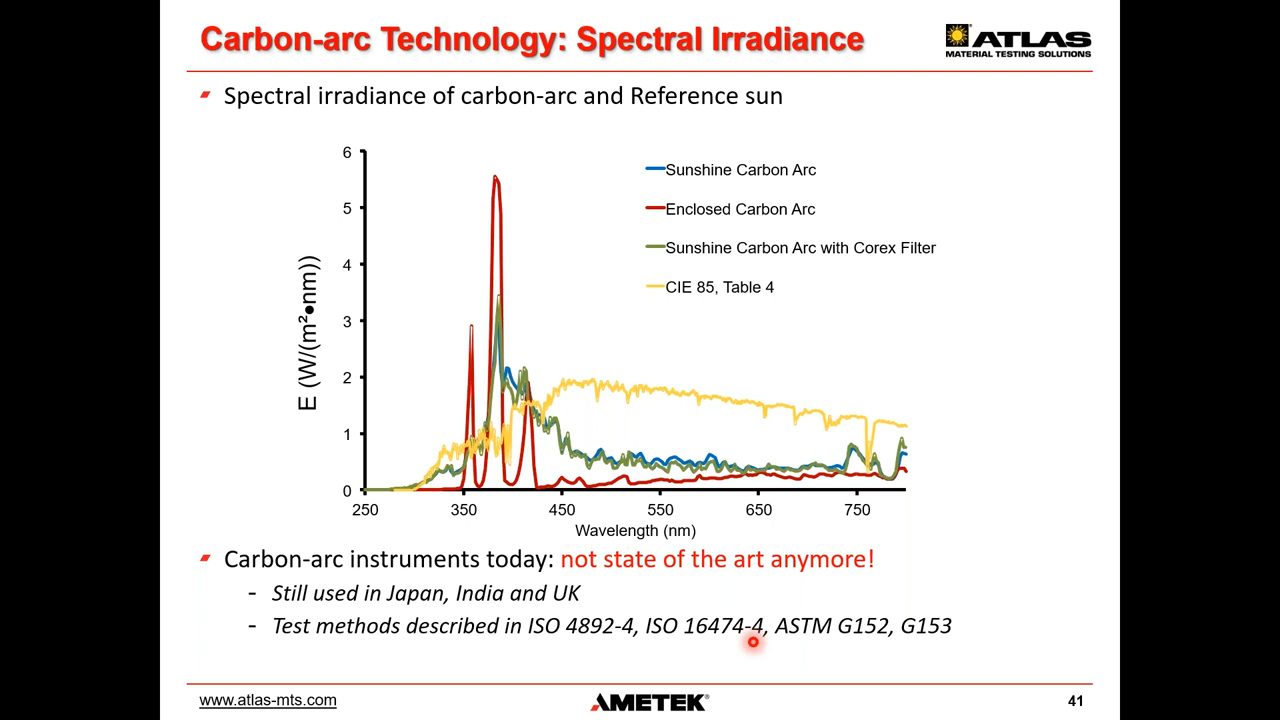 Carbon-arc Technology: Spectral Irradiance
ATLAS
MATERIAL TESTING SOLUTIONS
Spectral irradiance of carbon-arc and Reference sun
6
5
4
3
2
1
0
E (W/(m²●nm))
Sunshine Carbon Arc
Enclosed Carbon Arc
Sunshine Carbon Arc with Corex Filter
CIE 85, Table 4
250 350 450 550 650 750
Wavelength (nm)
Carbon-arc instruments today: not state of the art anymore!
- Still used in Japan, India and UK
- Test methods described in ISO 4892-4, ISO 16474-4, ASTM G152, G153
www.atlas-mts.com
AMETEK®
41